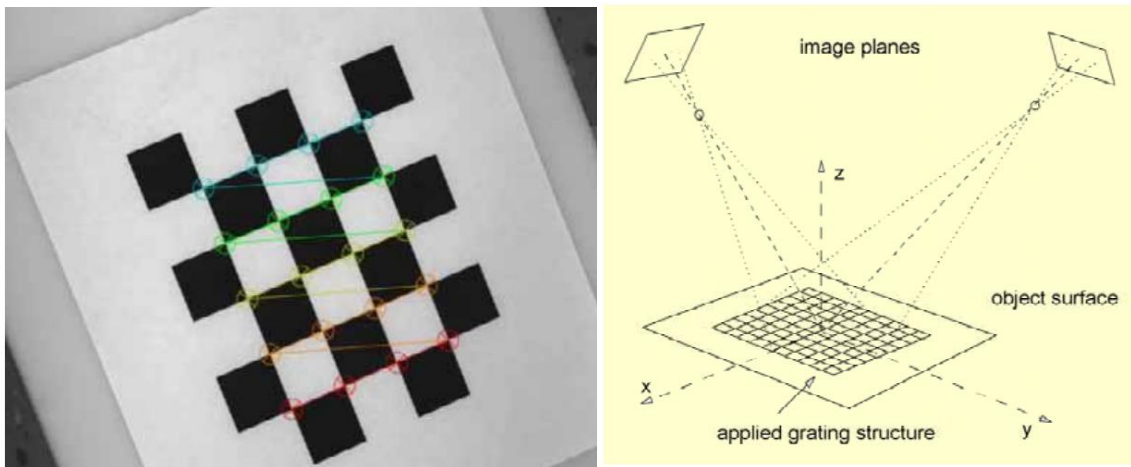 image planes
z
object surface
x
applied grating structure
y